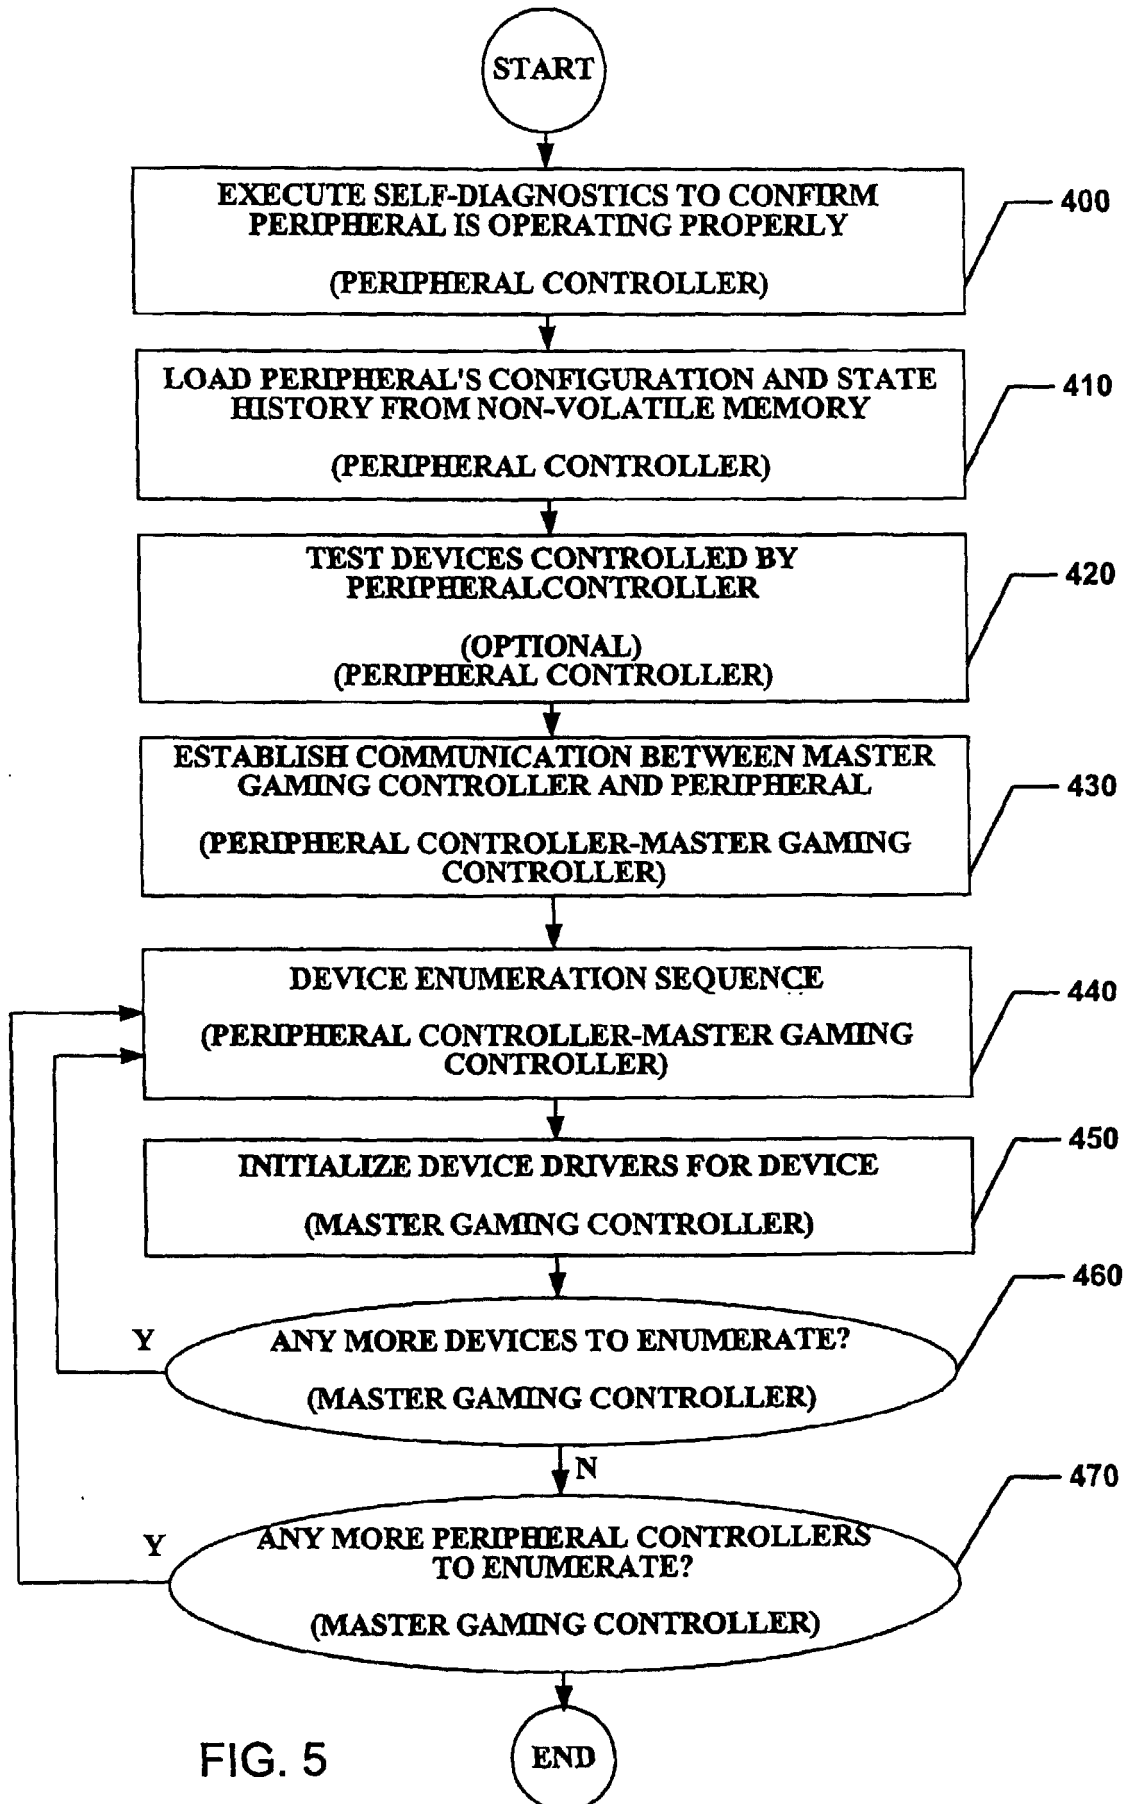 START
EXECUTE SELF-DIAGNOSTICS TO CONFIRM
PERIPHERAL IS OPERATING PROPERLY
(PERIPHERAL CONTROLLER)
400
LOAD PERIPHERAL'S CONFIGURATION AND STATE
HISTORY FROM NON-VOLATILE MEMORY
(PERIPHERAL CONTROLLER)
410
TEST DEVICES CONTROLLED BY
PERIPHERALCONTROLLER
(OPTIONAL)
(PERIPHERAL CONTROLLER)
420
ESTABLISH COMMUNICATION BETWEEN MASTER
GAMING CONTROLLER AND PERIPHERAL
(PERIPHERAL CONTROLLER-MASTER GAMING
CONTROLLER)
430
DEVICE ENUMERATION SEQUENCE
(PERIPHERAL CONTROLLER-MASTER GAMING
CONTROLLER)
440
INITIALIZE DEVICE DRIVERS FOR DEVICE
(MASTER GAMING CONTROLLER)
450
Y
ANY MORE DEVICES TO ENUMERATE?
(MASTER GAMING CONTROLLER)
460
N
Y
ANY MORE PERIPHERAL CONTROLLERS
TO ENUMERATE?
(MASTER GAMING CONTROLLER)
470
END
FIG. 5